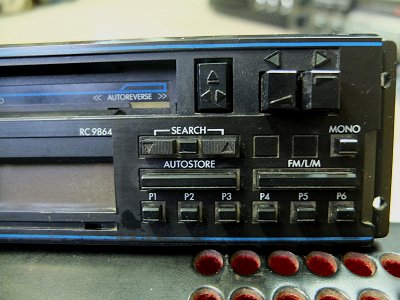 << AUTOREVERSE >>
RC 9864
SEARCH
MONO
AUTOSTORE
FM/L/M
P1 P2 P3 P4 P5 P6